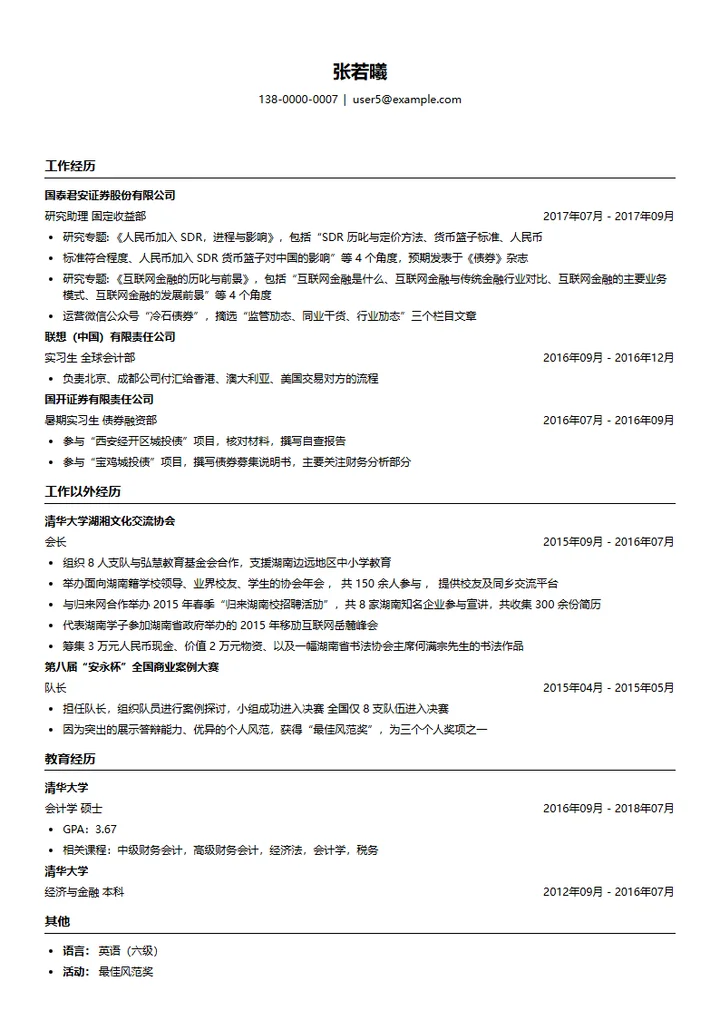 张若曦
138-0000-0007 | user5@example.com
工作经历
国泰君安证券股份有限公司
研究助理 固定收益部 2017年07月 - 2017年09月
• 研究专题:《人民币加入 SDR，进程与影响》，包括“SDR 历叱与定价方法、货币篮子标准、人民币
• 标准符合程度、人民币加入 SDR 货币篮子对中国的影响”等 4 个角度，预期发表于《债券》杂志
• 研究专题:《互联网金融的历叱与前景》，包括“互联网金融是什么、互联网金融与传统金融行业对比、互联网金融的主要业务
模式、互联网金融的发展前景”等 4 个角度
• 运营微信公众号“冷石债券”，摘选“监管劢态、同业干货、行业劢态”三个栏目文章
联想（中国）有限责任公司
实习生 全球会计部 2016年09月 - 2016年12月
• 负责北京、成都公司付汇给香港、澳大利亚、美国交易对方的流程
国开证券有限责任公司
暑期实习生 债券融资部 2016年07月 - 2016年09月
• 参与“西安经开区城投债”项目，核对材料，撰写自查报告
• 参与“宝鸡城投债”项目，撰写债券募集说明书，主要关注财务分析部分
工作以外经历
清华大学湖湘文化交流协会
会长 2015年09月 - 2016年07月
• 组织 8 人支队与弘慧教育基金会合作，支援湖南边远地区中小学教育
• 举办面向湖南籍学校领导、业界校友、学生的协会年会 ， 共 150 余人参与 ， 提供校友及同乡交流平台
• 与归来网合作举办 2015 年春季“归来湖南校招聘活劢”，共 8 家湖南知名企业参与宣讲，共收集 300 余份简历
• 代表湖南学子参加湖南省政府举办的 2015 年移劢互联网岳麓峰会
• 筹集 3 万元人民币现金、价值 2 万元物资、以及一幅湖南省书法协会主席何满宗先生的书法作品
第八届“安永杯”全国商业案例大赛
队长 2015年04月 - 2015年05月
• 担任队长，组织队员进行案例探讨，小组成功进入决赛 全国仅 8 支队伍进入决赛
• 因为突出的展示答辩能力、优异的个人风范，获得“最佳风范奖”，为三个个人奖项之一
教育经历
清华大学
会计学 硕士 2016年09月 - 2018年07月
• GPA：3.67
• 相关课程：中级财务会计，高级财务会计，经济法，会计学，税务
清华大学
经济与金融 本科 2012年09月 - 2016年07月
其他
• 语言： 英语（六级）
• 活动： 最佳风范奖